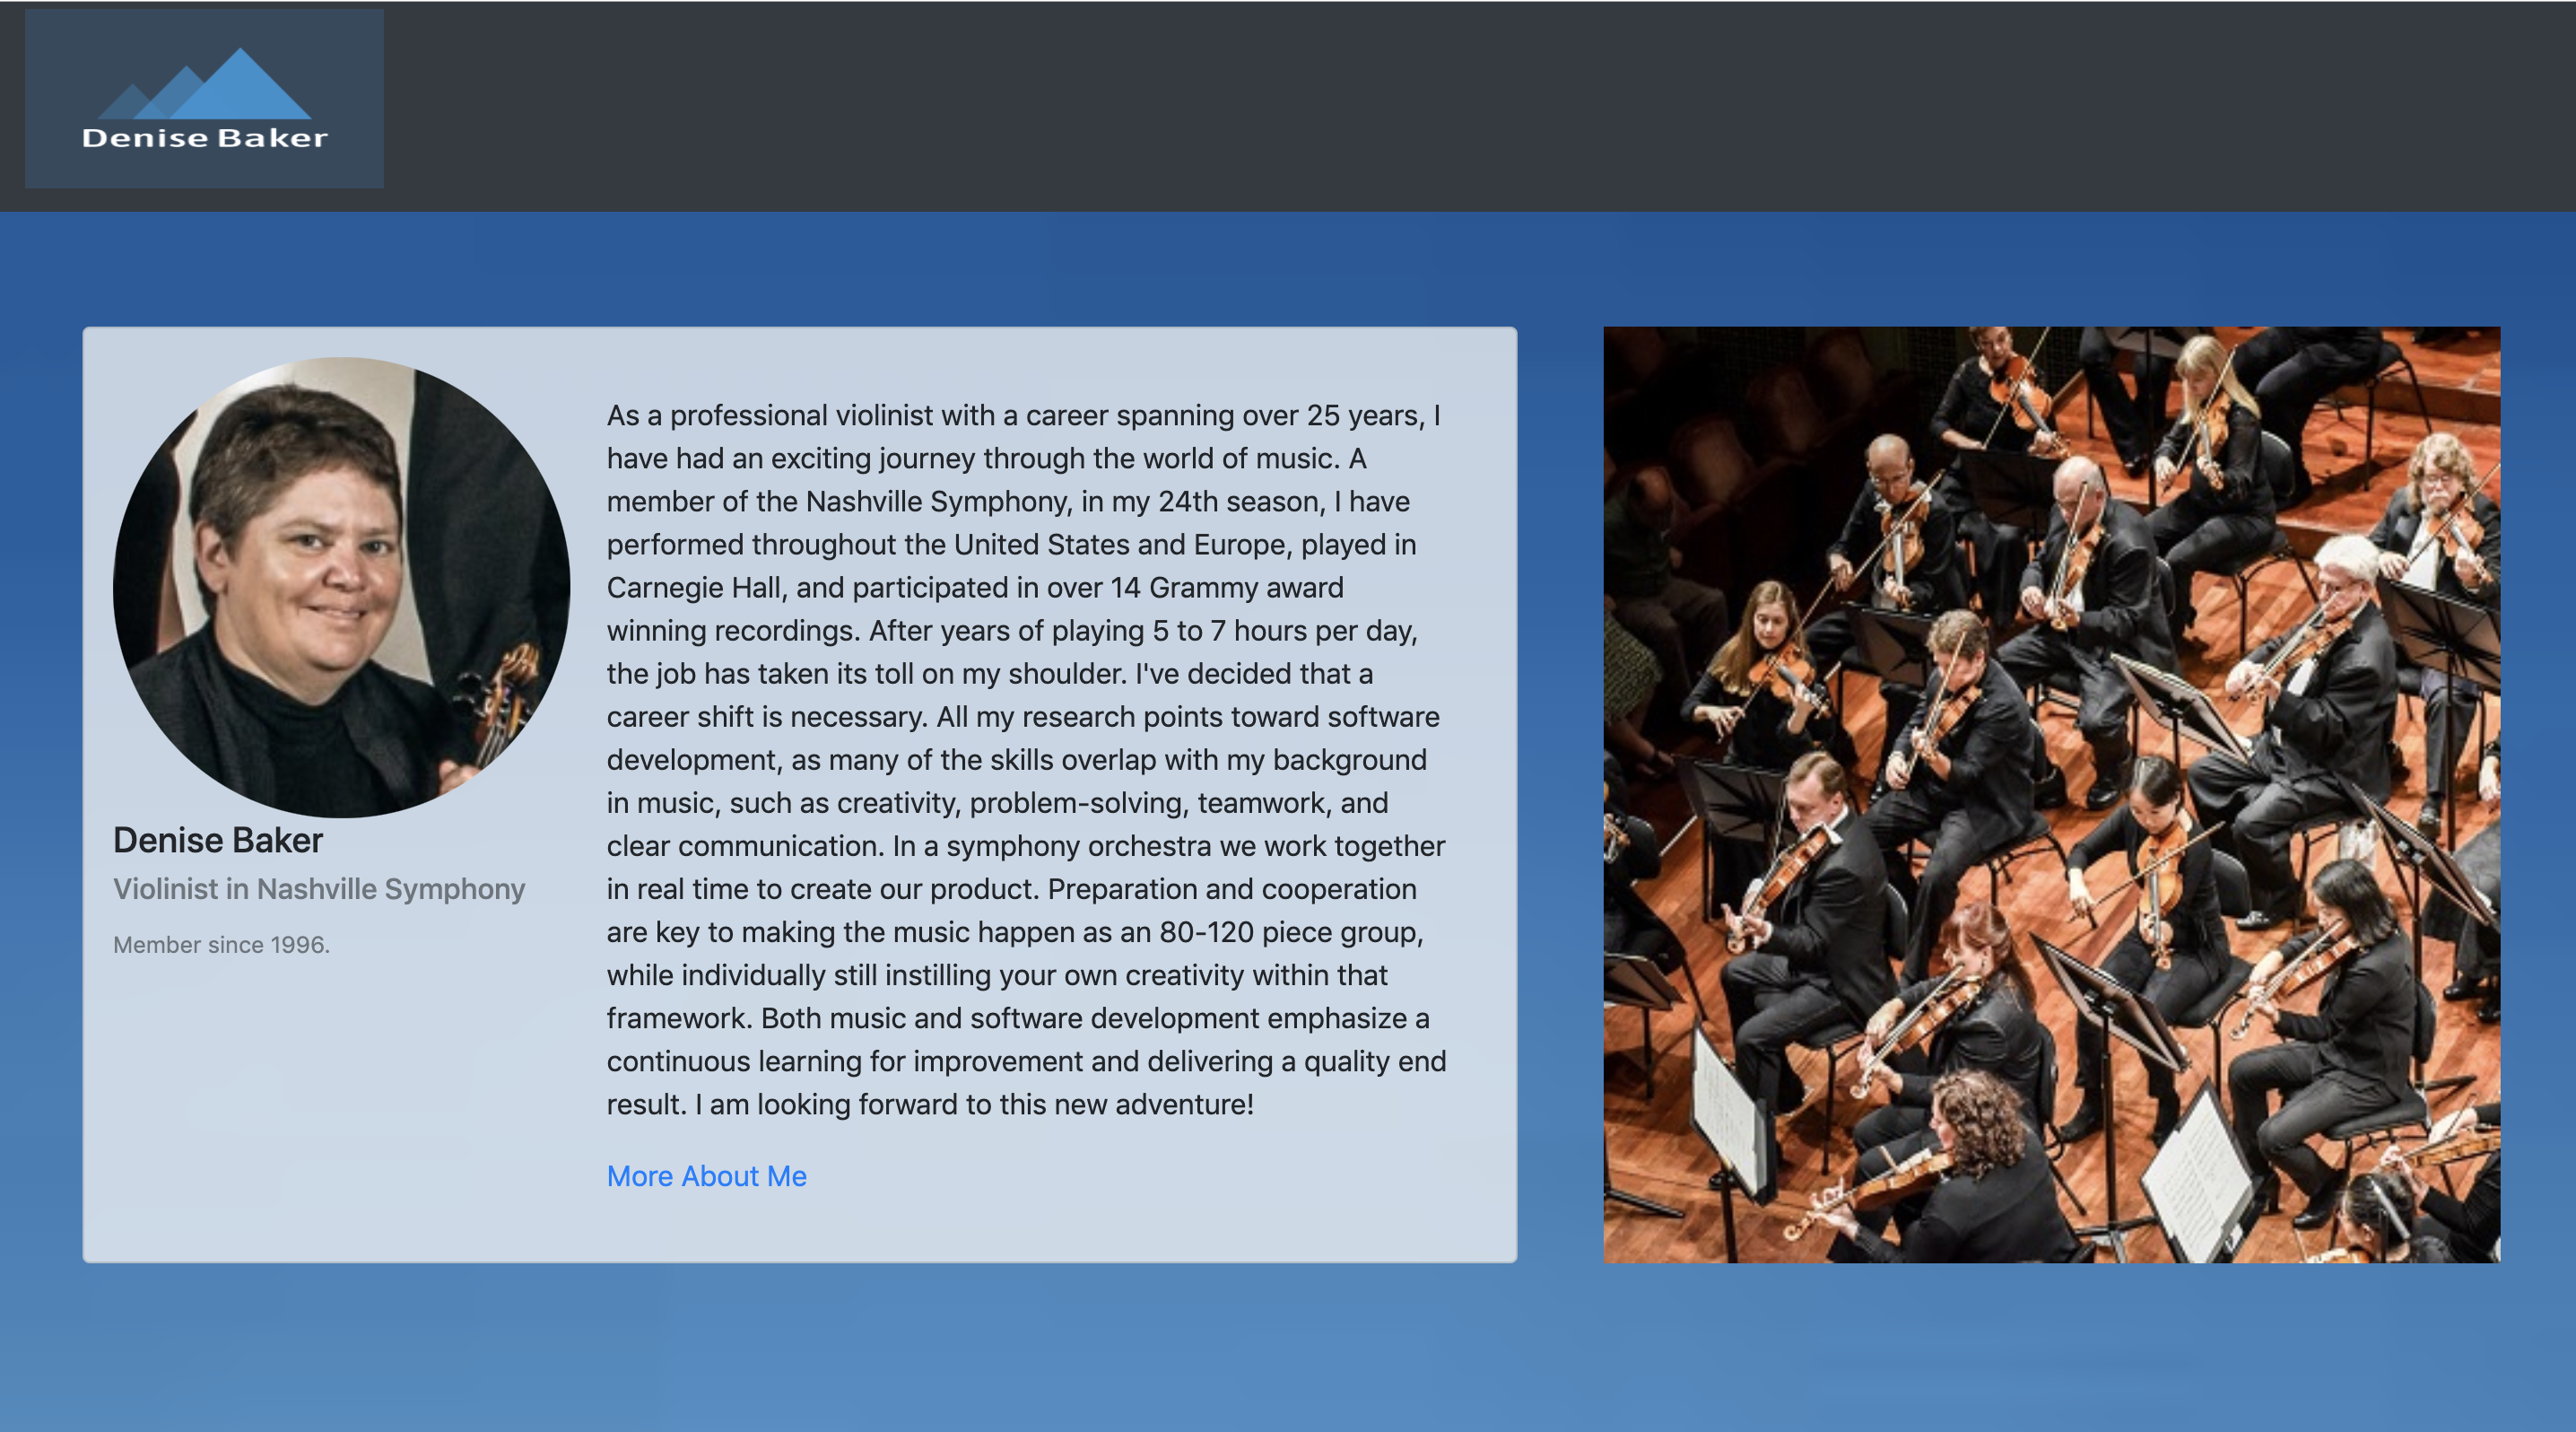 Denise Baker
Denise Baker
Violinist in Nashville Symphony
Member since 1996.
As a professional violinist with a career spanning over 25 years, I
have had an exciting journey through the world of music. A
member of the Nashville Symphony, in my 24th season, I have
performed throughout the United States and Europe, played in
Carnegie Hall, and participated in over 14 Grammy award
winning recordings. After years of playing 5 to 7 hours per day,
the job has taken its toll on my shoulder. I've decided that a
career shift is necessary. All my research points toward software
development, as many of the skills overlap with my background
in music, such as creativity, problem-solving, teamwork, and
clear communication. In a symphony orchestra we work together
in real time to create our product. Preparation and cooperation
are key to making the music happen as an 80-120 piece group,
while individually still instilling your own creativity within that
framework. Both music and software development emphasize a
continuous learning for improvement and delivering a quality end
result. I am looking forward to this new adventure!
More About Me